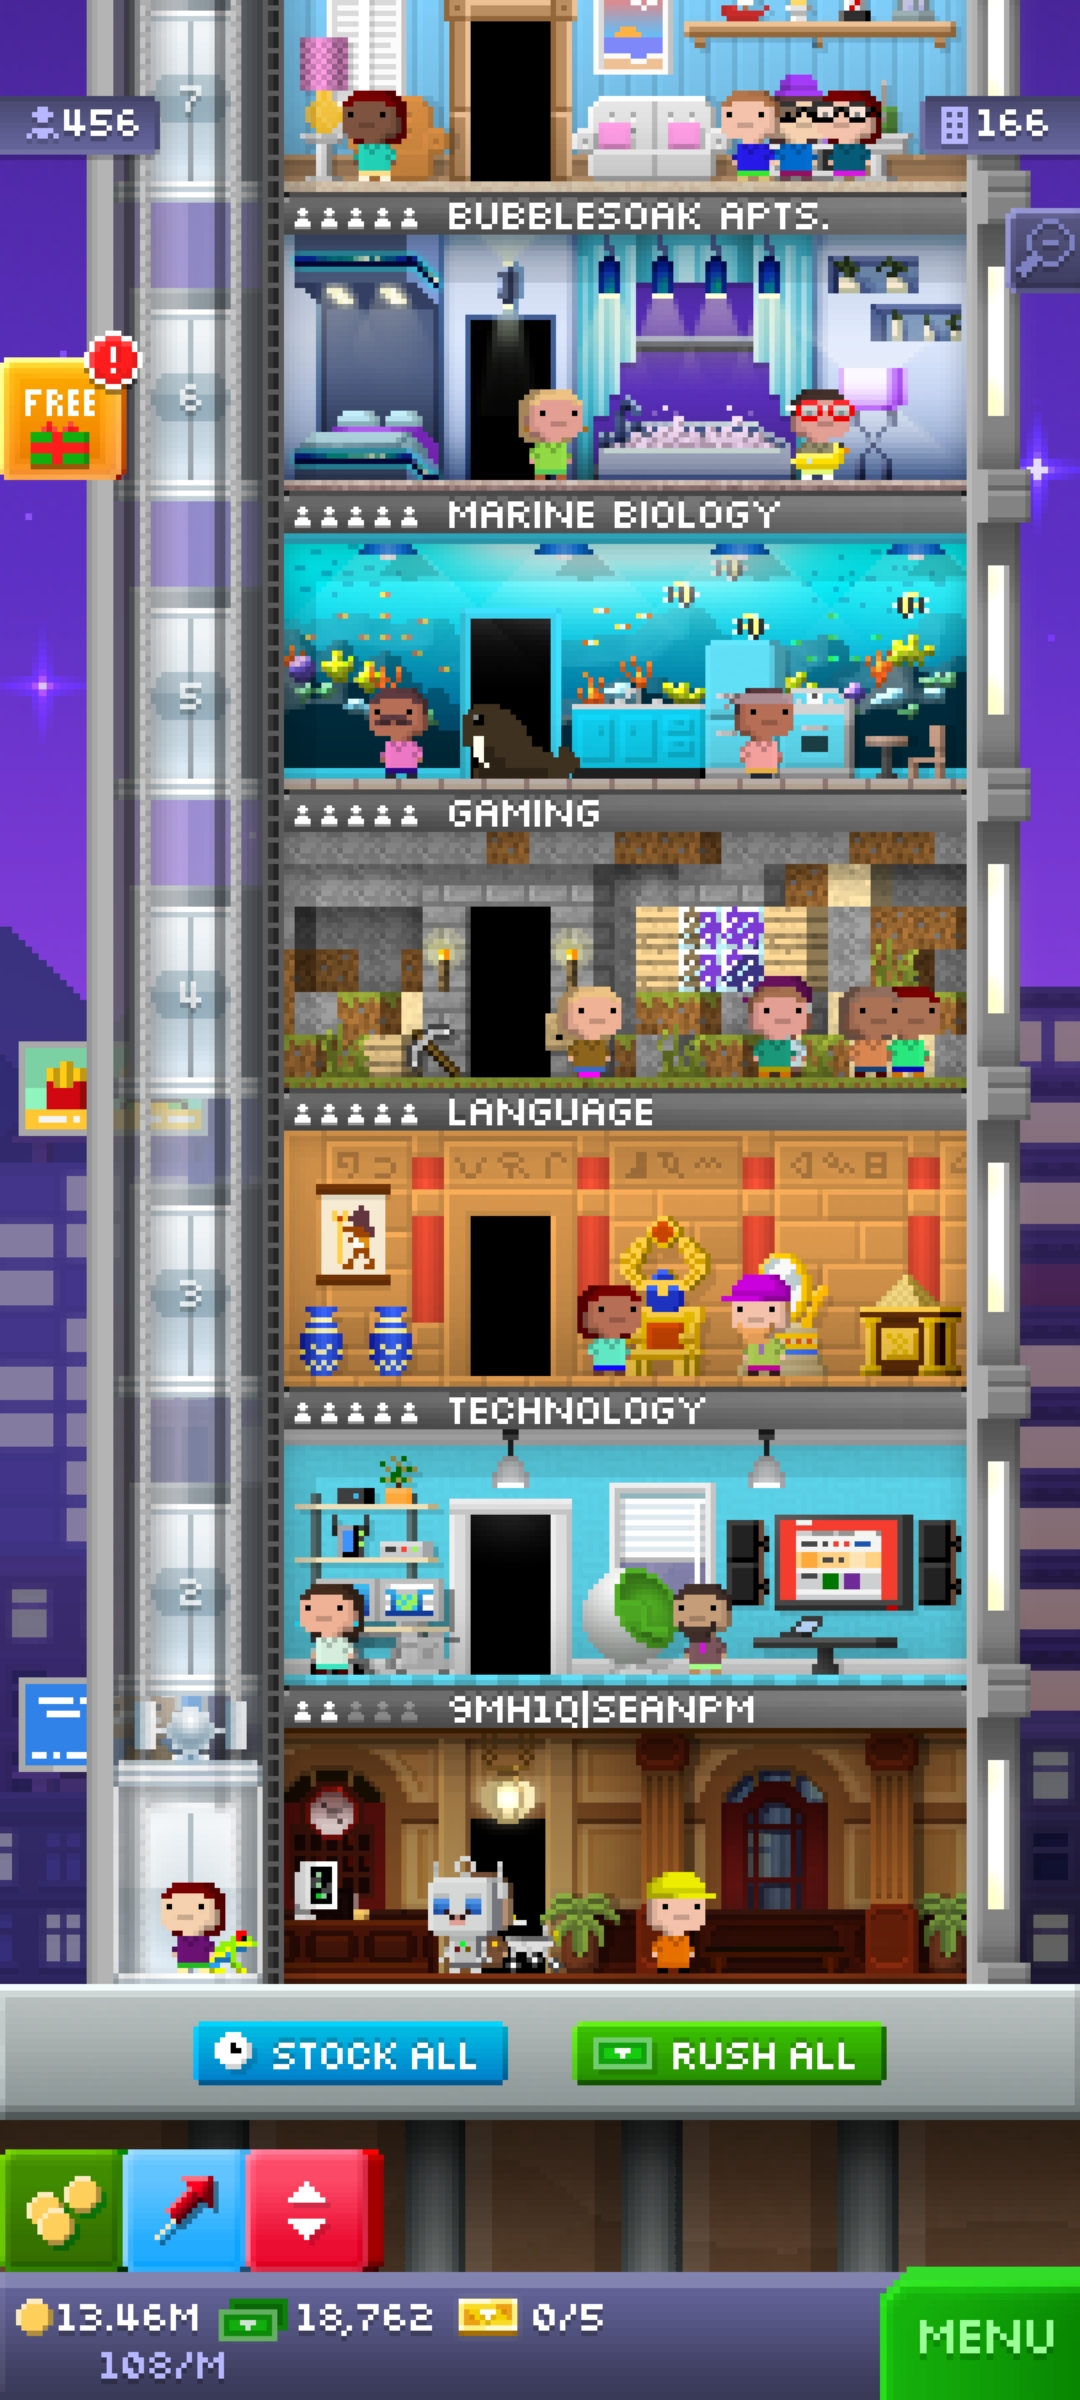 7
456
166
BUBBLESOAK APTS.
FREE
!
6
MARINE BIOLOGY
5
GAMING
4
LANGUAGE
3
TECHNOLOGY
2
9MH1Q|SEANPM
STOCK ALL
RUSH ALL
13.46M
18,762
0/5
108/M
MENU